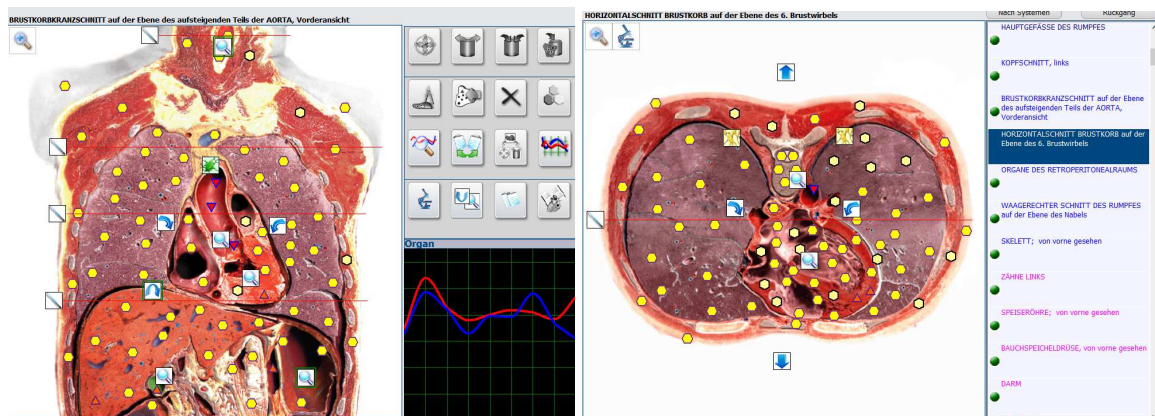 BRUSTKORBKRANZSCHNITT auf der Ebene des aufsteigenden Teils der AORTA, Vorderansicht
Organ
HORIZONTALSCHNITT BRUSTKORB auf der Ebene des 6. Brustwirbels
Nach Systemen
Rückgang
HAUPTGEFÄSSE DES RUMPFES
KOPFSCHNITT, links
BRUSTKORBKRANZSCHNITT auf der Ebene
des aufsteigenden Teils der AORTA,
Vorderansicht
HORIZONTALSCHNITT BRUSTKORB auf der
Ebene des 6. Brustwirbels
ORGANE DES RETROPERITONEALRAUMS
WAAGERECHTER SCHNITT DES RUMPFES
auf der Ebene des Nabels
SKELETT; von vorne gesehen
ZÄHNE LINKS
SPEISERÖHRE; von vorne gesehen
BAUCHSPEICHELDRÜSE, von vorne gesehen
DARM